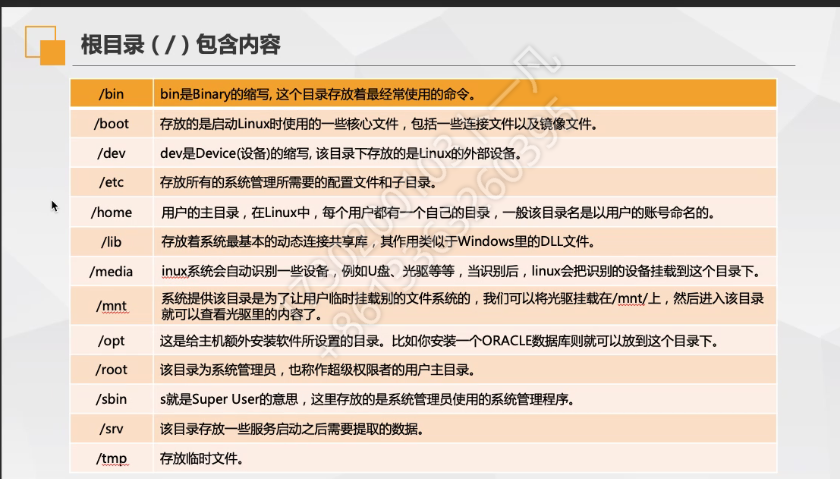 根目录（/）包含内容
/bin bin是Binary的缩写, 这个目录存放着最经常使用的命令。
/boot 存放的是启动Linux时使用的一些核心文件，包括一些连接文件以及镜像文件。
/dev dev是Device(设备)的缩写, 该目录下存放的是Linux的外部设备。
/etc 存放所有的系统管理所需要的配置文件和子目录。
/home 用户的主目录，在Linux中，每个用户都有一个自己的目录，一般该目录名是以用户的账号命名的。
/lib 存放着系统最基本的动态连接共享库，其作用类似于Windows里的DLL文件。
/media inux系统会自动识别一些设备，例如U盘、光驱等等，当识别后，linux会把识别的设备挂载到这个目录下。
/mnt 系统提供该目录是为了让用户临时挂载别的文件系统的，我们可以将光驱挂载在/mnt/上，然后进入该目录
就可以查看光驱里的内容了。
/opt 这是给主机额外安装软件所设置的目录。比如你安装一个ORACLE数据库则就可以放到这个目录下。
/root 该目录为系统管理员，也称作超级权限者的用户主目录。
/sbin s就是Super User的意思，这里存放的是系统管理员使用的系统管理程序。
/srv 该目录存放一些服务启动之后需要提取的数据。
/tmp 存放临时文件。